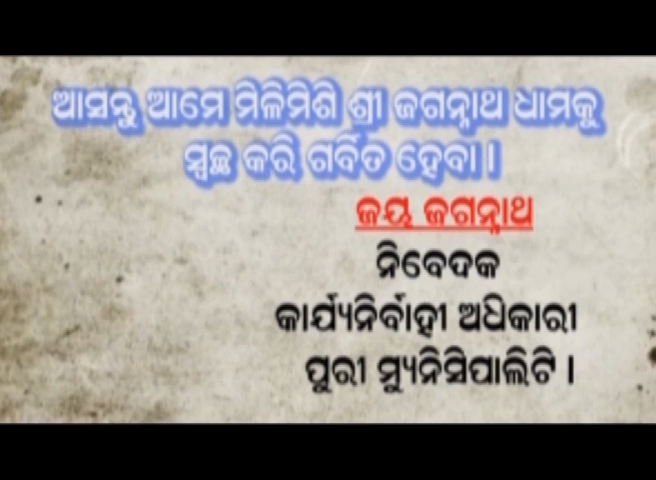 ଆସନ୍ତୁ ଆମେ ମିଳିମିଶି ଶ୍ରୀ ଜଗନ୍ନାଥ ଧାମକୁ
ସ୍ୱଚ୍ଛ କରି ଗର୍ବିତ ହେବା ।
ଜୟ ଜଗନ୍ନାଥ
ନିବେଦକ
କାର୍ଯ୍ୟନିର୍ବାହୀ ଅଧିକାରୀ
ପୁରୀ ମ୍ୟୁନିସିପାଲିଟି ।